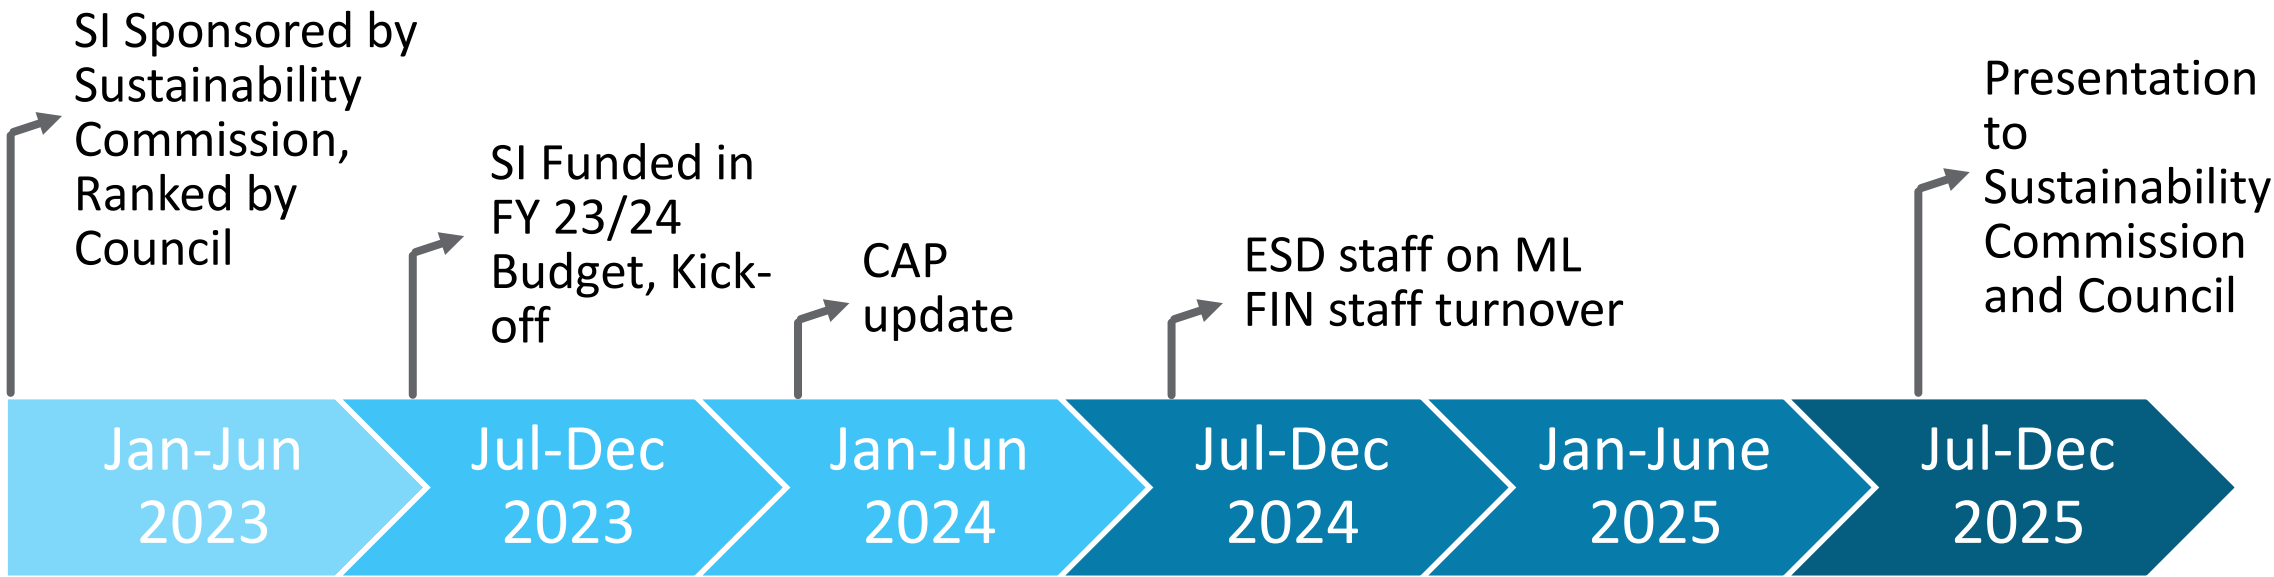 SI Sponsored by
Sustainability
Commission,
Ranked by
Council
SI Funded in
FY 23/24
Budget, Kick-
off
CAP
update
ESD staff on ML
FIN staff turnover
Presentation
to
Sustainability
Commission
and Council
Jan-Jun
2023
Jul-Dec
2023
Jan-Jun
2024
Jul-Dec
2024
Jan-June
2025
Jul-Dec
2025